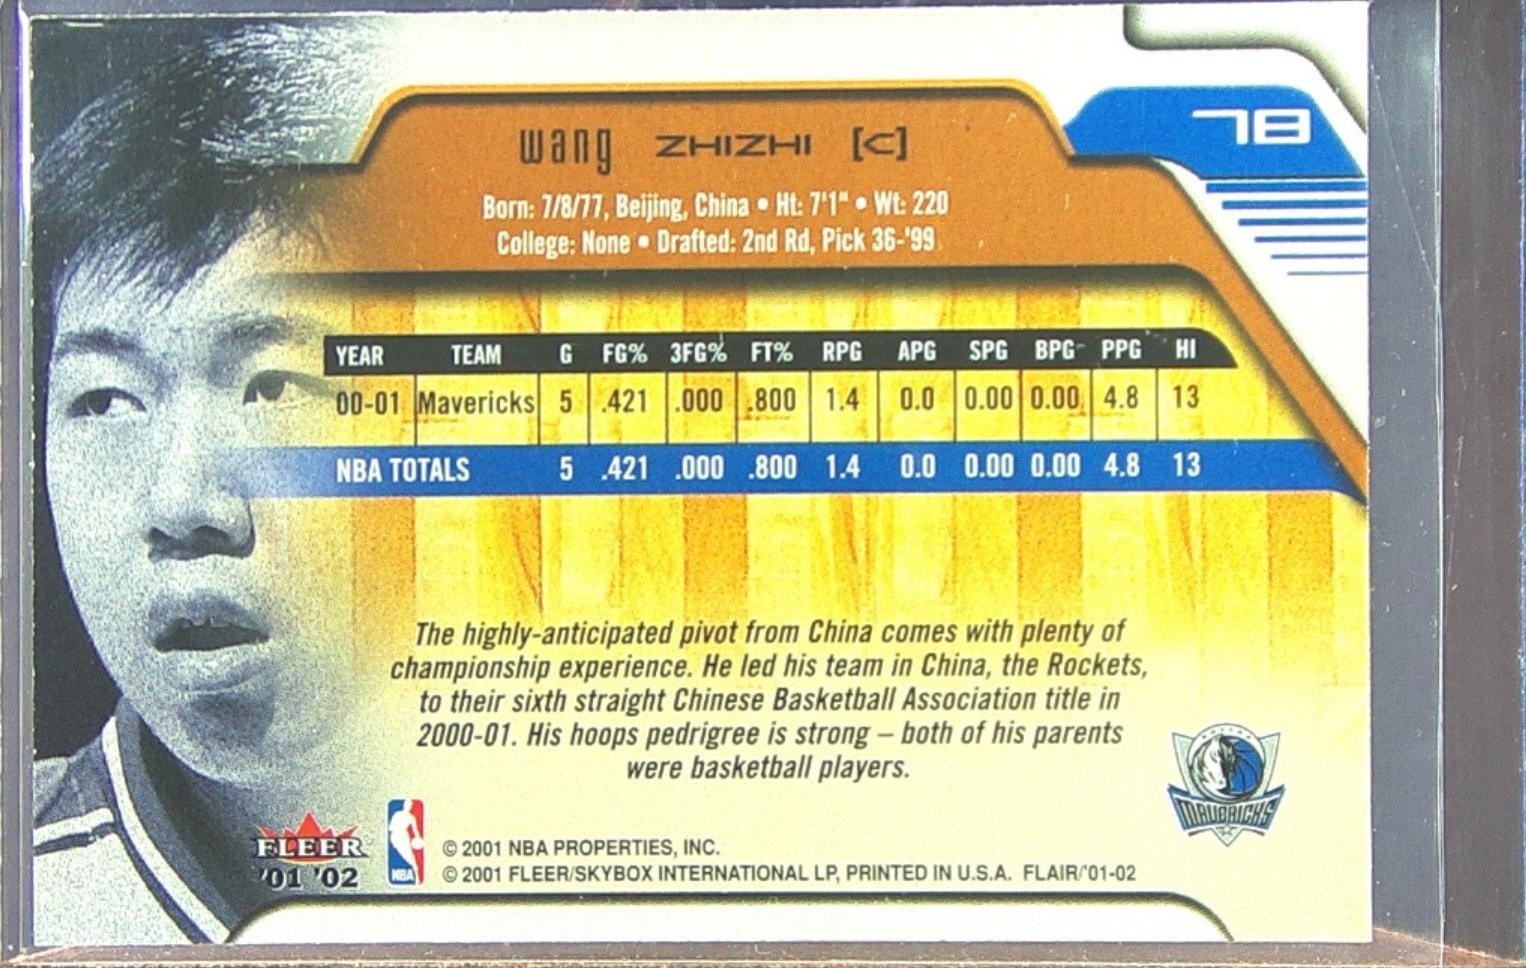 wang ZHIZHI [C]
78
Born: 7/8/77, Beijing, China • Ht: 7'1" • Wt: 220
College: None • Drafted: 2nd Rd, Pick 36-'99
YEAR TEAM G FG% 3FG% FT% RPG APG SPG BPG PPG HI
00-01 Mavericks 5 .421 .000 .800 1.4 0.0 0.00 0.00 4.8 13
NBA TOTALS 5 .421 .000 .800 1.4 0.0 0.00 0.00 4.8 13
The highly-anticipated pivot from China comes with plenty of
championship experience. He led his team in China, the Rockets,
to their sixth straight Chinese Basketball Association title in
2000-01. His hoops pedrigree is strong – both of his parents
were basketball players.
MAVERICKS
FLEER
'01 '02
NBA
© 2001 NBA PROPERTIES, INC.
© 2001 FLEER/SKYBOX INTERNATIONAL LP, PRINTED IN U.S.A. FLAIR/'01-02